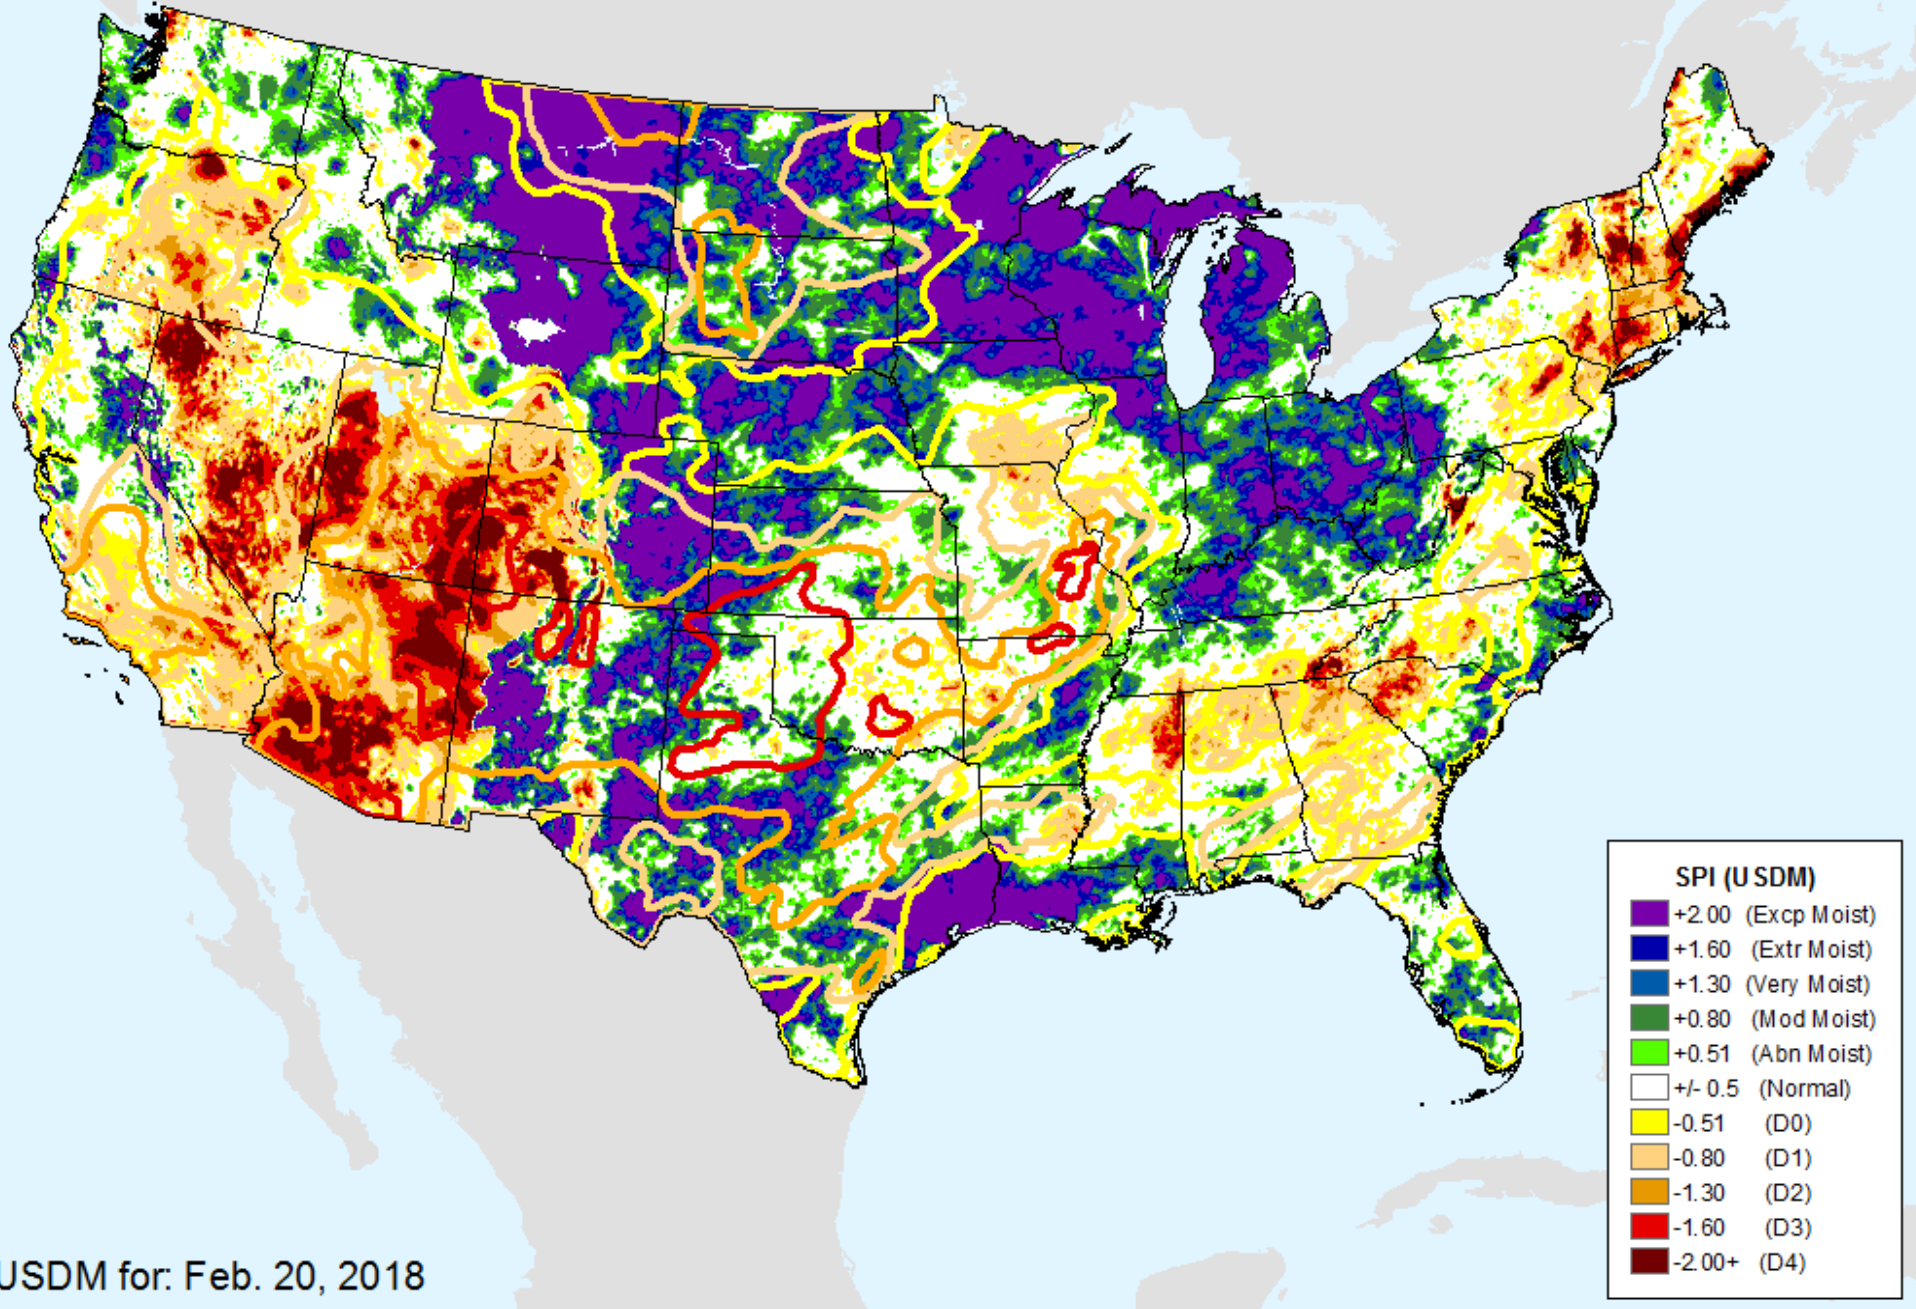 SPI (USDM)
+2.00 (Excp Moist)
+1.60 (Extr Moist)
+1.30 (Very Moist)
+0.80 (Mod Moist)
+0.51 (Abn Moist)
+/- 0.5 (Normal)
-0.51 (D0)
-0.80 (D1)
-1.30 (D2)
-1.60 (D3)
-2.00+ (D4)
USDM for: Feb. 20, 2018